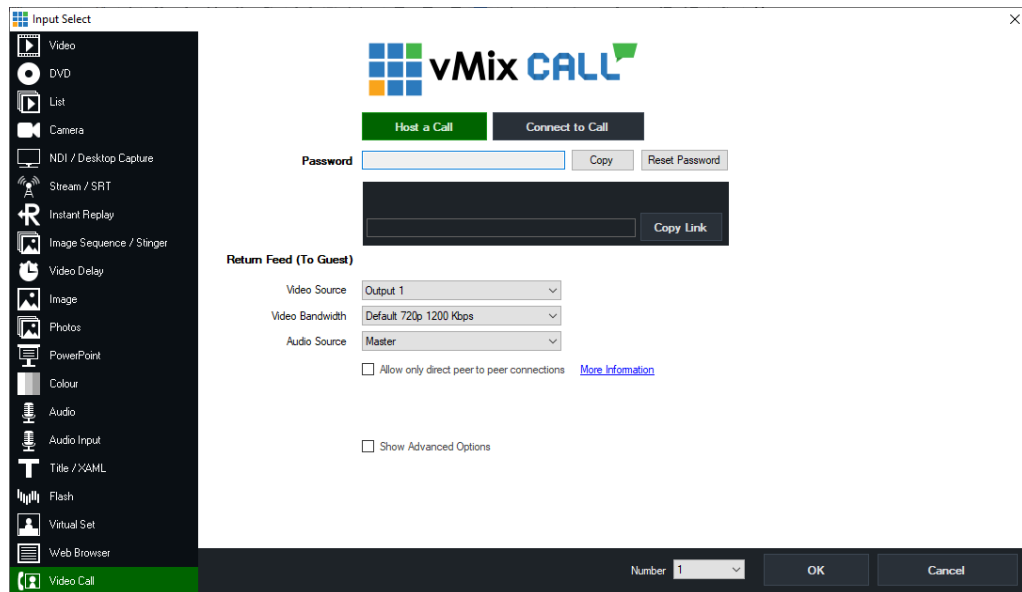 Input Select
Video
DVD
List
Camera
NDI / Desktop Capture
Stream / SRT
Instant Replay
Image Sequence / Stinger
Video Delay
Image
Photos
PowerPoint
Colour
Audio
Audio Input
Title / XAML
Flash
Virtual Set
Web Browser
Video Call
vMix CALL
Host a Call Connect to Call
Password Copy Reset Password
Copy Link
Return Feed (To Guest)
Video Source Output 1
Video Bandwidth Default 720p 1200 Kbps
Audio Source Master
Allow only direct peer to peer connections More Information
Show Advanced Options
Number 1 OK Cancel